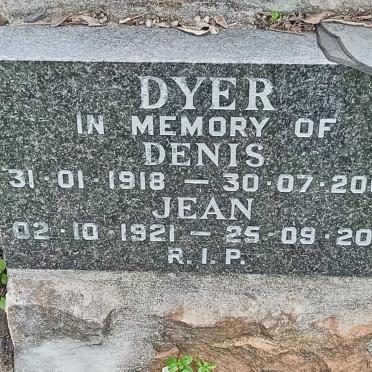 DYER
IN MEMORY OF
DENIS
31·01·1918 — 30·07·20
JEAN
02·10·1921 — 25·09·20
R.I.P.